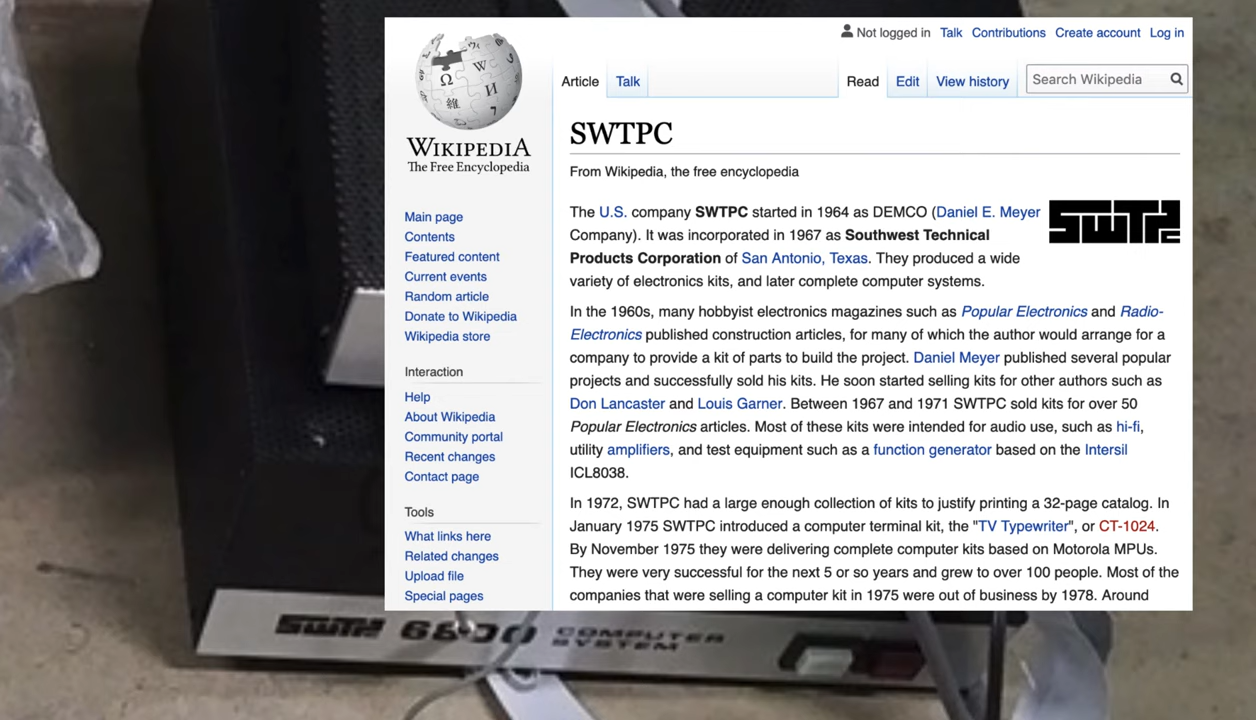 Not logged in Talk Contributions Create account Log in
Article Talk Read Edit View history Search Wikipedia
WIKIPEDIA
The Free Encyclopedia
Main page
Contents
Featured content
Current events
Random article
Donate to Wikipedia
Wikipedia store
Interaction
Help
About Wikipedia
Community portal
Recent changes
Contact page
Tools
What links here
Related changes
Upload file
Special pages
SWTPC
From Wikipedia, the free encyclopedia
SWTPC
The U.S. company SWTPC started in 1964 as DEMCO (Daniel E. Meyer
Company). It was incorporated in 1967 as Southwest Technical
Products Corporation of San Antonio, Texas. They produced a wide
variety of electronics kits, and later complete computer systems.
In the 1960s, many hobbyist electronics magazines such as Popular Electronics and Radio-
Electronics published construction articles, for many of which the author would arrange for a
company to provide a kit of parts to build the project. Daniel Meyer published several popular
projects and successfully sold his kits. He soon started selling kits for other authors such as
Don Lancaster and Louis Garner. Between 1967 and 1971 SWTPC sold kits for over 50
Popular Electronics articles. Most of these kits were intended for audio use, such as hi-fi,
utility amplifiers, and test equipment such as a function generator based on the Intersil
ICL8038.
In 1972, SWTPC had a large enough collection of kits to justify printing a 32-page catalog. In
January 1975 SWTPC introduced a computer terminal kit, the "TV Typewriter", or CT-1024.
By November 1975 they were delivering complete computer kits based on Motorola MPUs.
They were very successful for the next 5 or so years and grew to over 100 people. Most of the
companies that were selling a computer kit in 1975 were out of business by 1978. Around
SWTPC 6800 COMPUTER
SYSTEM